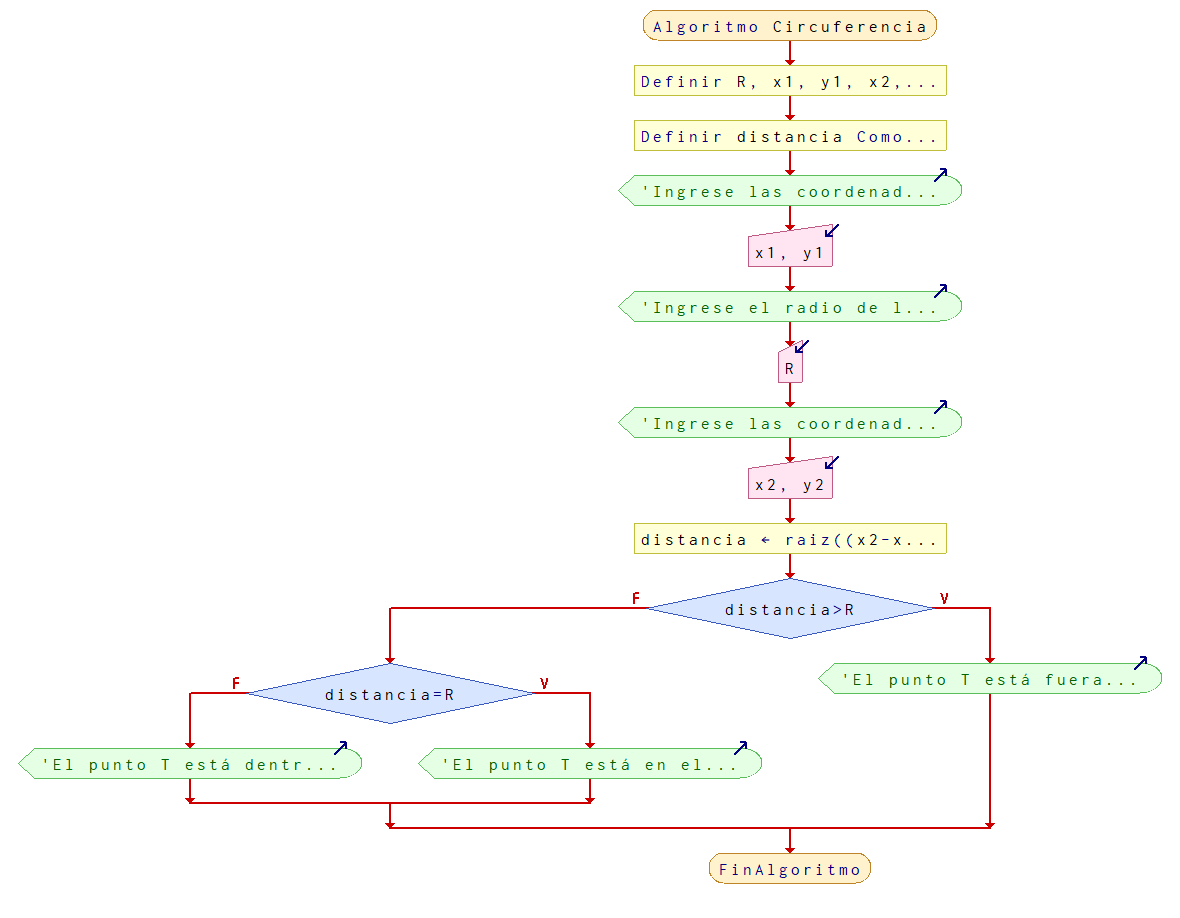 Algoritmo Circuferencia
Definir R, x1, y1, x2,...
Definir distancia Como...
'Ingrese las coordenad...
x1, y1
'Ingrese el radio de l...
R
'Ingrese las coordenad...
x2, y2
distancia ← raiz((x2-x...
F
distancia>R
V
'El punto T está fuera...
F
distancia=R
V
'El punto T está dentr...
'El punto T está en el...
FinAlgoritmo